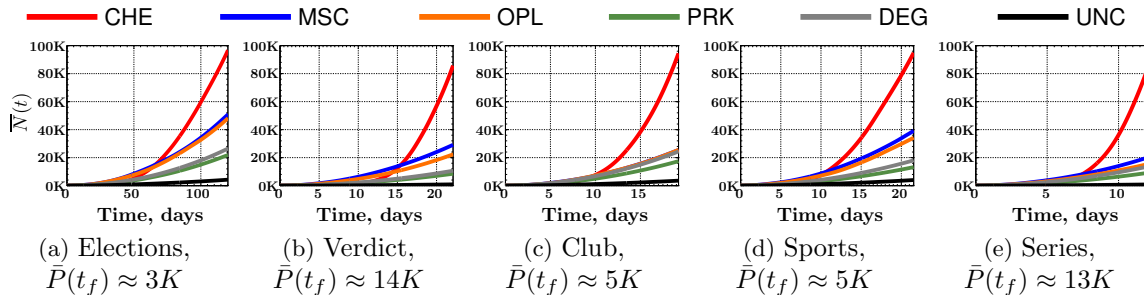 CHE MSC OPL PRK DEG UNC
100K 100K 100K 100K 100K
80K 80K 80K 80K 80K
60K 60K 60K 60K 60K
N̅(t)
40K 40K 40K 40K 40K
20K 20K 20K 20K 20K
0K 0K 0K 0K 0K
0 50 100 0 5 10 15 20 0 5 10 15 0 5 10 15 20 0 5 10
Time, days Time, days Time, days Time, days Time, days
(a) Elections, (b) Verdict, (c) Club, (d) Sports, (e) Series,
P̄(t_f) ≈ 3K P̄(t_f) ≈ 14K P̄(t_f) ≈ 5K P̄(t_f) ≈ 5K P̄(t_f) ≈ 13K